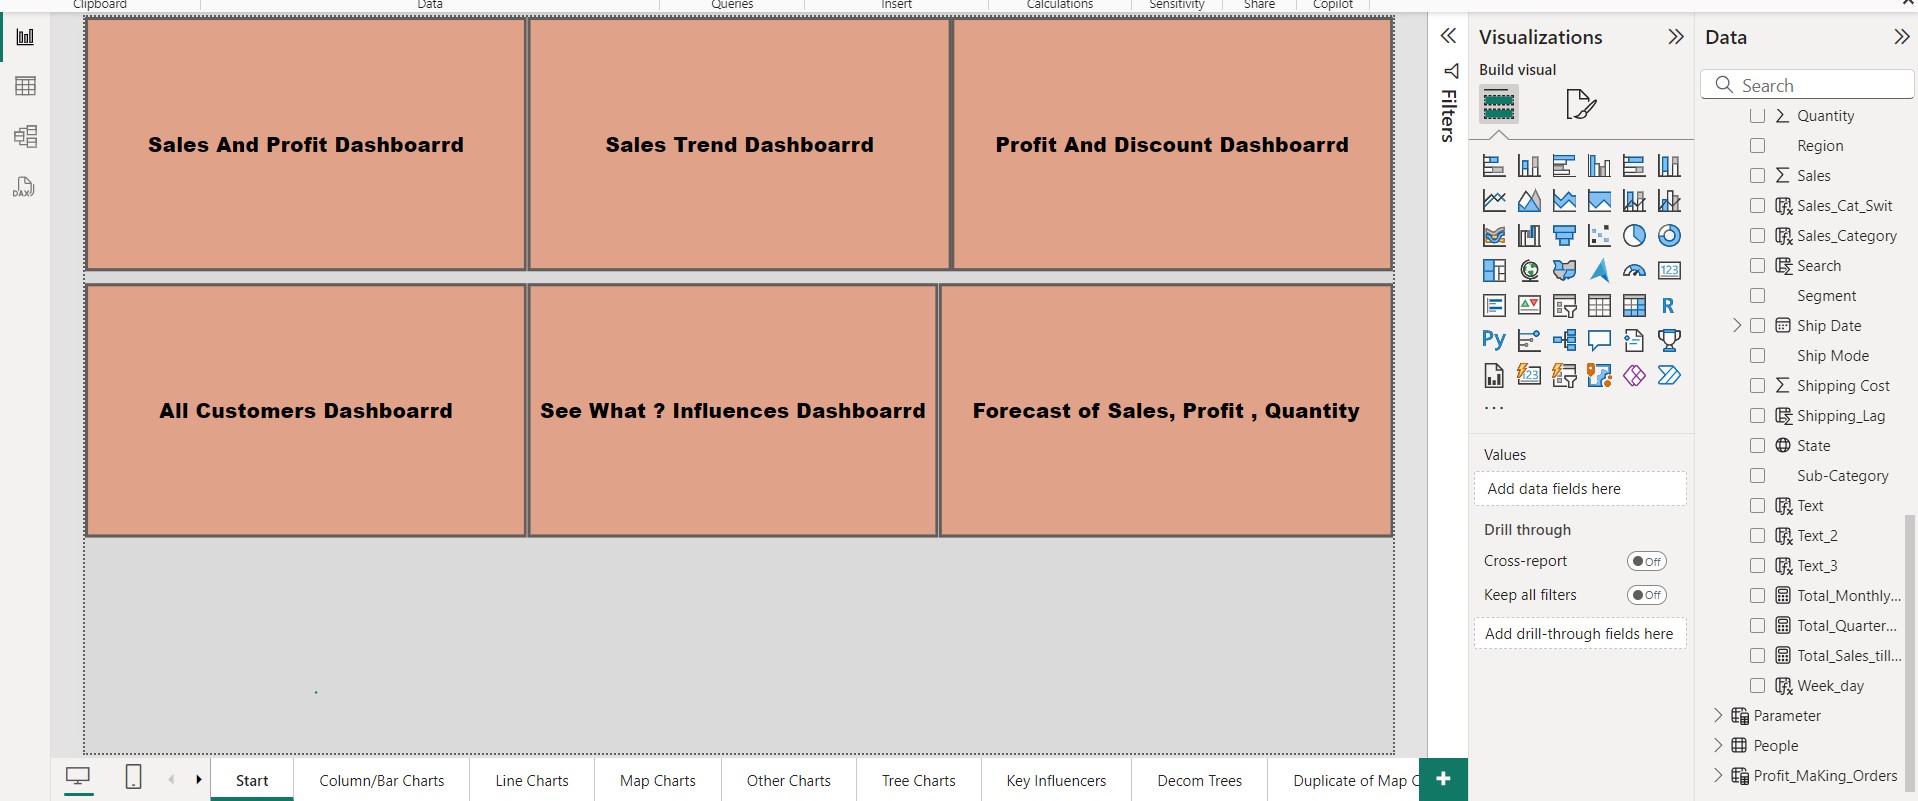 Clipboard Data Queries Insert Calculations Sensitivity Share Copilot
Sales And Profit Dashboarrd
Sales Trend Dashboarrd
Profit And Discount Dashboarrd
All Customers Dashboarrd
See What ? Influences Dashboarrd
Forecast of Sales, Profit , Quantity
Filters
Visualizations
Build visual
123
R
Py
123
...
Values
Add data fields here
Drill through
Cross-report
Off
Keep all filters
Off
Add drill-through fields here
Data
Search
Quantity
Region
Sales
Sales_Cat_Swit
Sales_Category
Search
Segment
Ship Date
Ship Mode
Shipping Cost
Shipping_Lag
State
Sub-Category
Text
Text_2
Text_3
Total_Monthly...
Total_Quarter...
Total_Sales_till...
Week_day
Parameter
People
Profit_MaKing_Orders
DAX
Start
Column/Bar Charts
Line Charts
Map Charts
Other Charts
Tree Charts
Key Influencers
Decom Trees
Duplicate of Map C